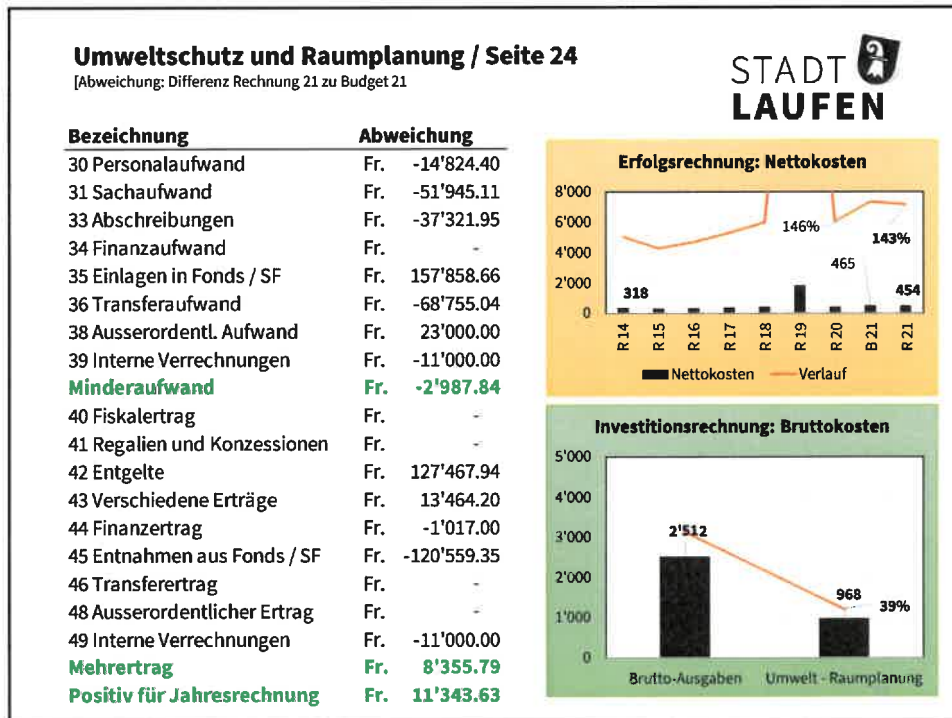 Umweltschutz und Raumplanung / Seite 24
[Abweichung: Differenz Rechnung 21 zu Budget 21
STADT
LAUFEN
Bezeichnung Abweichung
30 Personalaufwand Fr. -14'824.40
31 Sachaufwand Fr. -51'945.11
33 Abschreibungen Fr. -37'321.95
34 Finanzaufwand Fr. -
35 Einlagen in Fonds / SF Fr. 157'858.66
36 Transferaufwand Fr. -68'755.04
38 Ausserordentl. Aufwand Fr. 23'000.00
39 Interne Verrechnungen Fr. -11'000.00
Minderaufwand Fr. -2'987.84
40 Fiskalertrag Fr. -
41 Regalien und Konzessionen Fr. -
42 Entgelte Fr. 127'467.94
43 Verschiedene Erträge Fr. 13'464.20
44 Finanzertrag Fr. -1'017.00
45 Entnahmen aus Fonds / SF Fr. -120'559.35
46 Transferertrag Fr. -
48 Ausserordentlicher Ertrag Fr. -
49 Interne Verrechnungen Fr. -11'000.00
Mehrertrag Fr. 8'355.79
Positiv für Jahresrechnung Fr. 11'343.63
Erfolgsrechnung: Nettokosten
8'000
6'000
4'000
2'000
0
318
146%
465
143%
454
R 14
R 15
R 16
R 17
R 18
R 19
R 20
B 21
R 21
Nettokosten Verlauf
Investitionsrechnung: Bruttokosten
5'000
4'000
3'000
2'000
1'000
0
2'512
968
39%
Brutto-Ausgaben Umwelt - Raumplanung